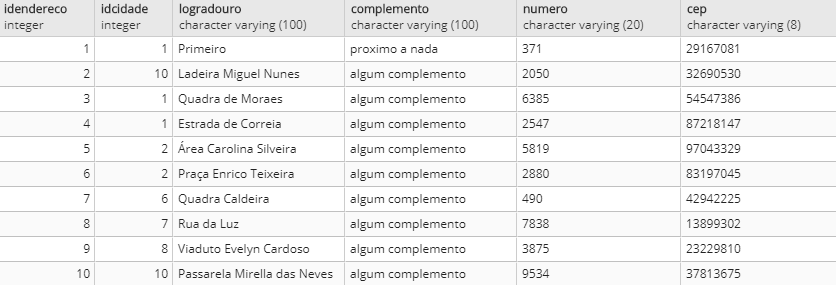 idendereco idcidade logradouro complemento numero cep
integer integer character varying (100) character varying (100) character varying (20) character varying (8)
1 1 Primeiro proximo a nada 371 29167081
2 10 Ladeira Miguel Nunes algum complemento 2050 32690530
3 1 Quadra de Moraes algum complemento 6385 54547386
4 1 Estrada de Correia algum complemento 2547 87218147
5 2 Área Carolina Silveira algum complemento 5819 97043329
6 2 Praça Enrico Teixeira algum complemento 2880 83197045
7 6 Quadra Caldeira algum complemento 490 42942225
8 7 Rua da Luz algum complemento 7838 13899302
9 8 Viaduto Evelyn Cardoso algum complemento 3875 23229810
10 10 Passarela Mirella das Neves algum complemento 9534 37813675